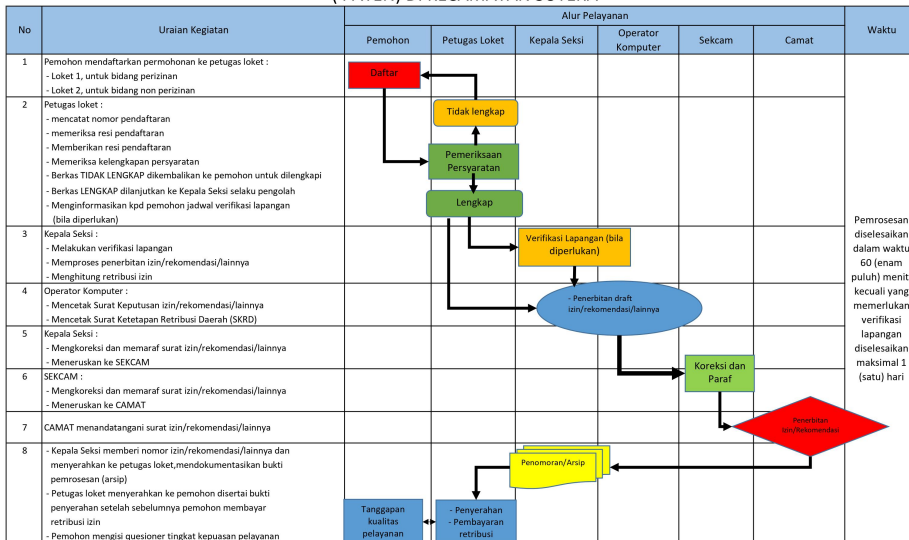 No
Uraian Kegiatan
Alur Pelayanan
Waktu
Pemohon
Petugas Loket
Kepala Seksi
Operator
Komputer
Sekcam
Camat
1
Pemohon mendaftarkan permohonan ke petugas loket :
- Loket 1, untuk bidang perizinan
- Loket 2, untuk bidang non perizinan
Daftar
2
Petugas loket :
- mencatat nomor pendaftaran
- memeriksa resi pendaftaran
- Memberikan resi pendaftaran
- Memeriksa kelengkapan persyaratan
- Berkas TIDAK LENGKAP dikembalikan ke pemohon untuk dilengkapi
- Berkas LENGKAP dilanjutkan ke Kepala Seksi selaku pengolah
- Menginformasikan kpd pemohon jadwal verifikasi lapangan
(bila diperlukan)
Tidak lengkap
Pemeriksaan
Persyaratan
Lengkap
3
Kepala Seksi :
- Melakukan verifikasi lapangan
- Memproses penerbitan izin/rekomendasi/lainnya
- Menghitung retribusi izin
Verifikasi Lapangan (bila
diperlukan)
4
Operator Komputer :
- Mencetak Surat Keputusan izin/rekomendasi/lainnya
- Mencetak Surat Ketetapan Retribusi Daerah (SKRD)
- Penerbitan draft
izin/rekomendasi/lainnya
5
Kepala Seksi :
- Mengkoreksi dan memaraf surat izin/rekomendasi/lainnya
- Meneruskan ke SEKCAM
Koreksi dan
Paraf
6
SEKCAM :
- Mengkoreksi dan memaraf surat izin/rekomendasi/lainnya
- Meneruskan ke CAMAT
7
CAMAT menandatangani surat izin/rekomendasi/lainnya
Penerbitan
Izin/Rekomendasi
8
- Kepala Seksi memberi nomor izin/rekomendasi/lainnya dan
menyerahkan ke petugas loket,mendokumentasikan bukti
pemrosesan (arsip)
- Petugas loket menyerahkan ke pemohon disertai bukti
penyerahan setelah sebelumnya pemohon membayar
retribusi izin
- Pemohon mengisi quesioner tingkat kepuasan pelayanan
Penomoran/Arsip
Tanggapan
kualitas
pelayanan
- Penyerahan
- Pembayaran
retribusi
Pemrosesan
diselesaikan
dalam waktu
60 (enam
puluh) menit
kecuali yang
memerlukan
verifikasi
lapangan
diselesaikan
maksimal 1
(satu) hari